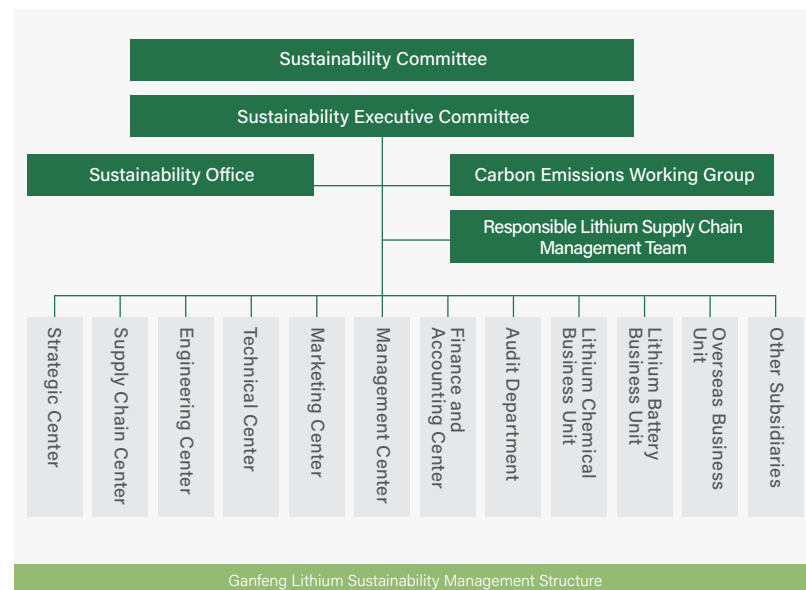 Sustainability Committee
Sustainability Executive Committee
Sustainability Office
Carbon Emissions Working Group
Responsible Lithium Supply Chain
Management Team
Strategic Center
Supply Chain Center
Engineering Center
Technical Center
Marketing Center
Management Center
Finance and
Accounting Center
Audit Department
Lithium Chemical
Business Unit
Lithium Battery
Business Unit
Overseas Business
Unit
Other Subsidiaries
Ganfeng Lithium Sustainability Management Structure